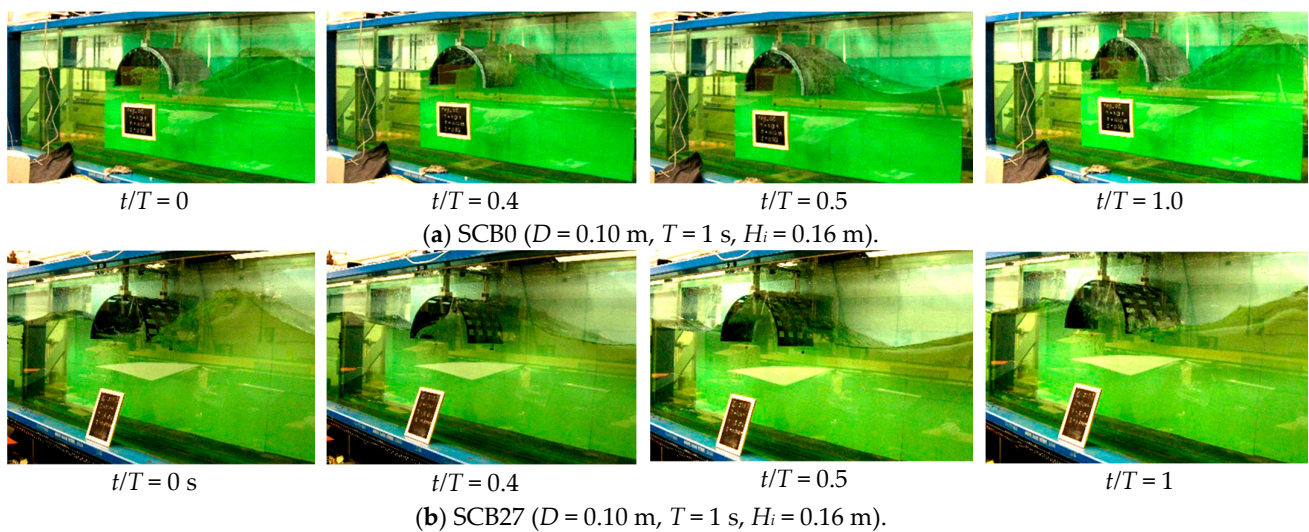 t/T = 0 t/T = 0.4 t/T = 0.5 t/T = 1.0
(a) SCB0 (D = 0.10 m, T = 1 s, Hi = 0.16 m).
t/T = 0 s t/T = 0.4 t/T = 0.5 t/T = 1
(b) SCB27 (D = 0.10 m, T = 1 s, Hi = 0.16 m).